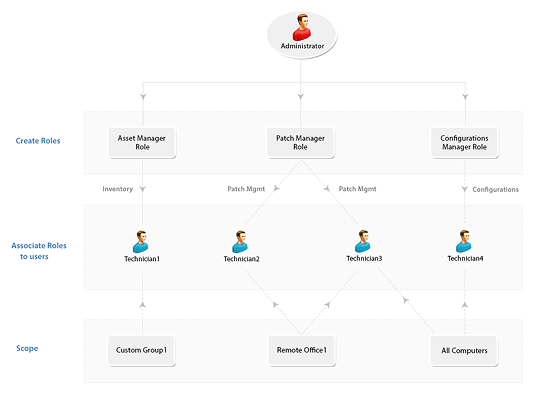 Administrator
Create Roles
Asset Manager
Role
Patch Manager
Role
Configurations
Manager Role
Inventory
Patch Mgmt
Patch Mgmt
Configurations
Associate Roles
to users
Technician1
Technician2
Technician3
Technician4
Scope
Custom Group1
Remote Office1
All Computers